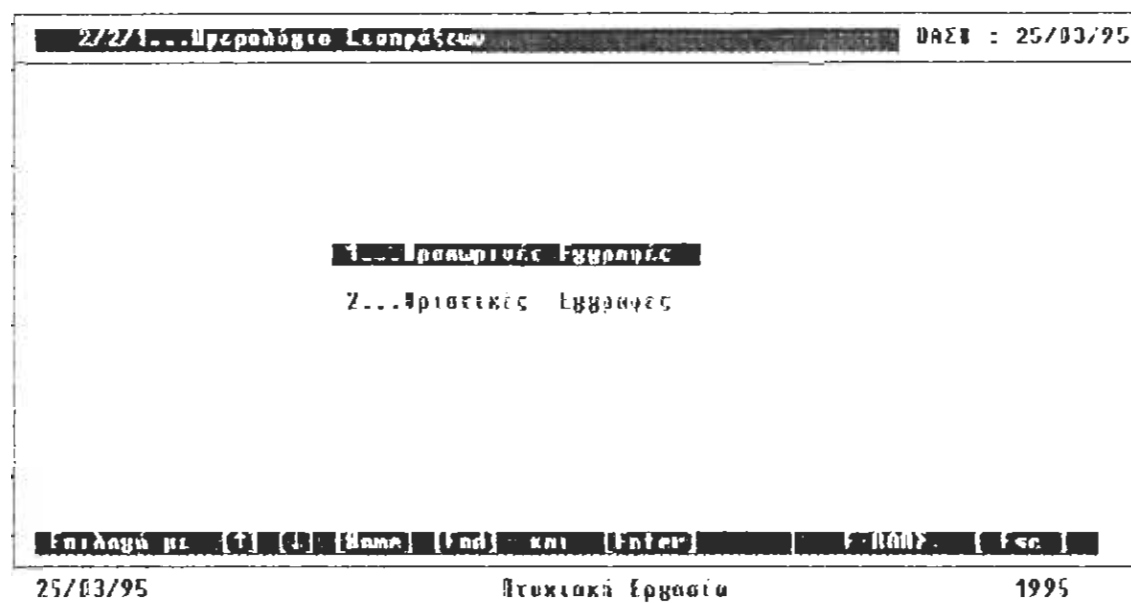 2/2/1...Ημερολόγιο Εισπράξεων : 25/03/95
1...Προσωρινές Εγγραφές
2...Οριστικές Εγγραφές
Επιλογή με [↑] [↓] [Home] [End] και [Enter] [ Esc ]
25/03/95 Πτυχιακή Εργασία 1995